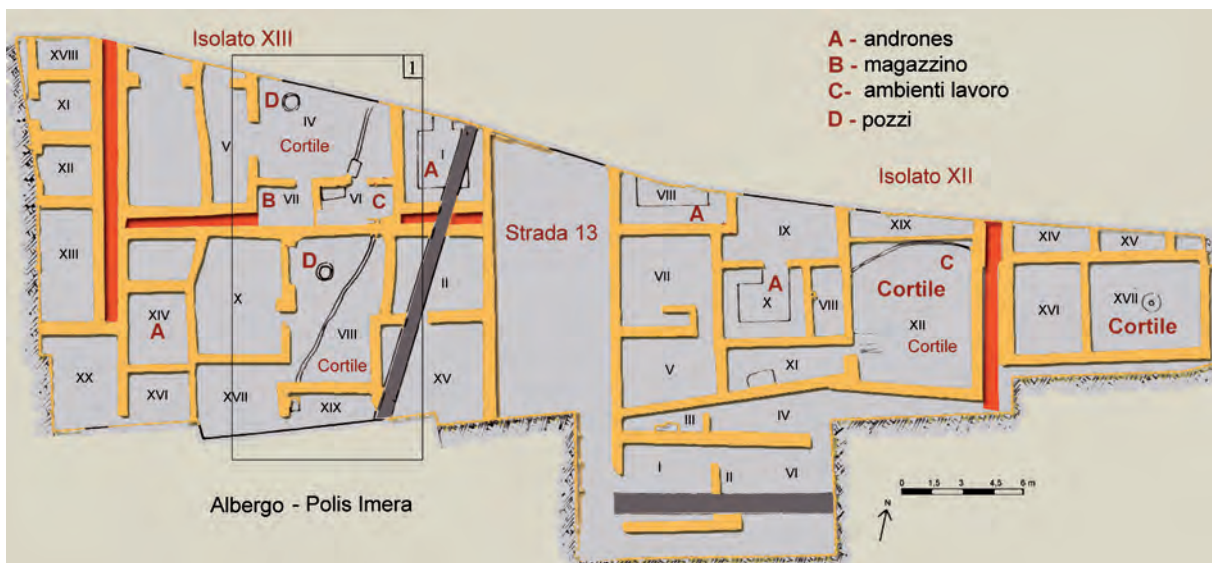 Isolato XIII
1
A - andrones
B - magazzino
C- ambienti lavoro
D - pozzi
XVIII
XI
XII
XIII
V
D
IV
Cortile
I
A
B
VII
VI
C
Isolato XII
Strada 13
VIII
A
IX
XIX
XIV
XV
D
X
II
VII
A
X
VIII
C
Cortile
XII
Cortile
XVI
XVII
Cortile
XIV
A
VIII
Cortile
XV
V
XI
XX
XVI
XVII
XIX
III
IV
I
II
VI
Albergo - Polis Imera
0 1,5 3 4,5 6 m
N